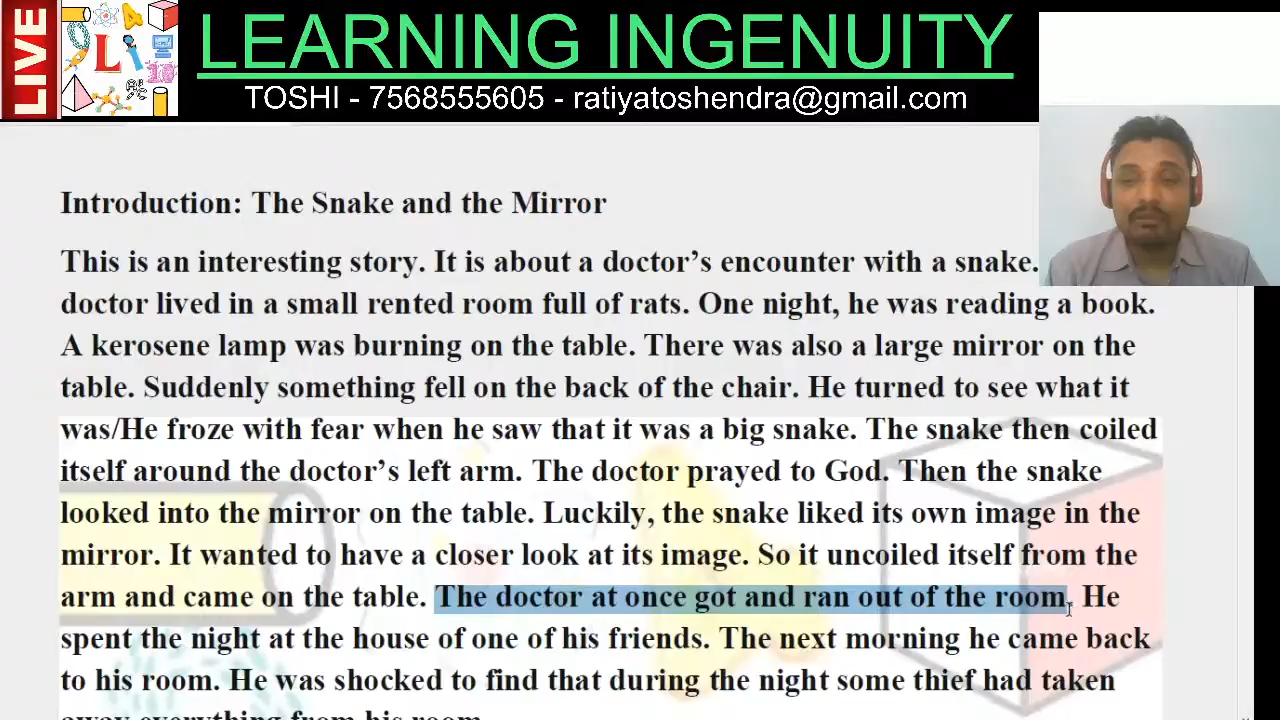 LIVE
L
LEARNING INGENUITY
TOSHI - 7568555605 - ratiyatoshendra@gmail.com
Introduction: The Snake and the Mirror
This is an interesting story. It is about a doctor’s encounter with a snake.
doctor lived in a small rented room full of rats. One night, he was reading a book.
A kerosene lamp was burning on the table. There was also a large mirror on the
table. Suddenly something fell on the back of the chair. He turned to see what it
was/He froze with fear when he saw that it was a big snake. The snake then coiled
itself around the doctor’s left arm. The doctor prayed to God. Then the snake
looked into the mirror on the table. Luckily, the snake liked its own image in the
mirror. It wanted to have a closer look at its image. So it uncoiled itself from the
arm and came on the table. The doctor at once got and ran out of the room. He
spent the night at the house of one of his friends. The next morning he came back
to his room. He was shocked to find that during the night some thief had taken
away everything from his room